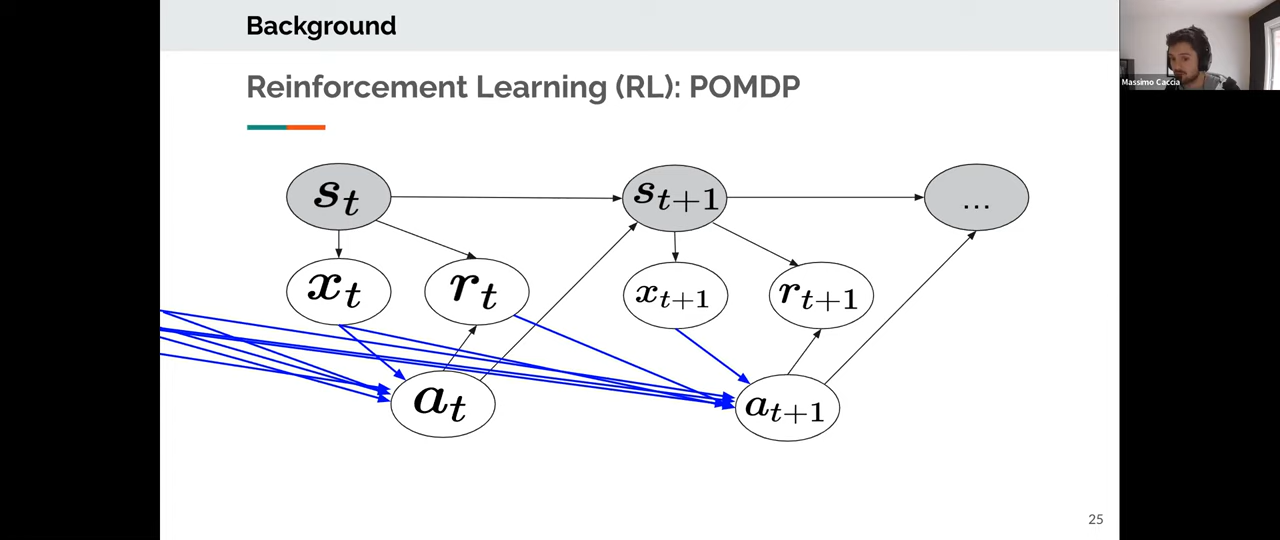 Background
Massimo Caccia
Reinforcement Learning (RL): POMDP
s_t
s_{t+1}
...
x_t
r_t
x_{t+1}
r_{t+1}
a_t
a_{t+1}
25